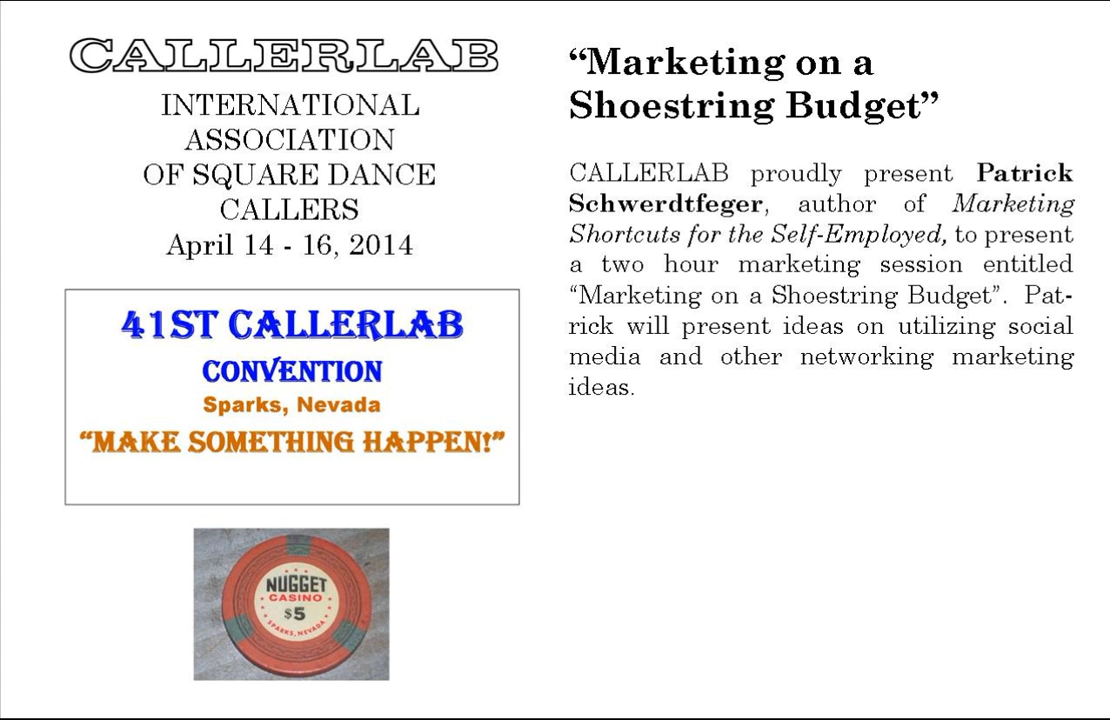 CALLERLAB
INTERNATIONAL
ASSOCIATION
OF SQUARE DANCE
CALLERS
April 14 - 16, 2014
41ST CALLERLAB
CONVENTION
Sparks, Nevada
“MAKE SOMETHING HAPPEN!”
NUGGET
CASINO
$5
SPARKS, NEVADA
“Marketing on a
Shoestring Budget”
CALLERLAB proudly present Patrick
Schwerdtfeger, author of Marketing
Shortcuts for the Self-Employed, to present
a two hour marketing session entitled
“Marketing on a Shoestring Budget”. Pat-
rick will present ideas on utilizing social
media and other networking marketing
ideas.